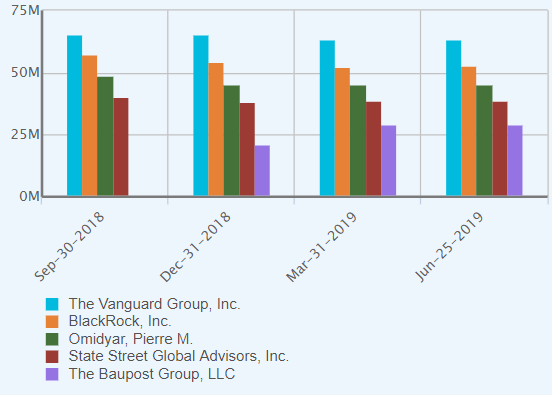 75M
50M
25M
0M
Sep-30-2018
Dec-31-2018
Mar-31-2019
Jun-25-2019
The Vanguard Group, Inc.
BlackRock, Inc.
Omidyar, Pierre M.
State Street Global Advisors, Inc.
The Baupost Group, LLC